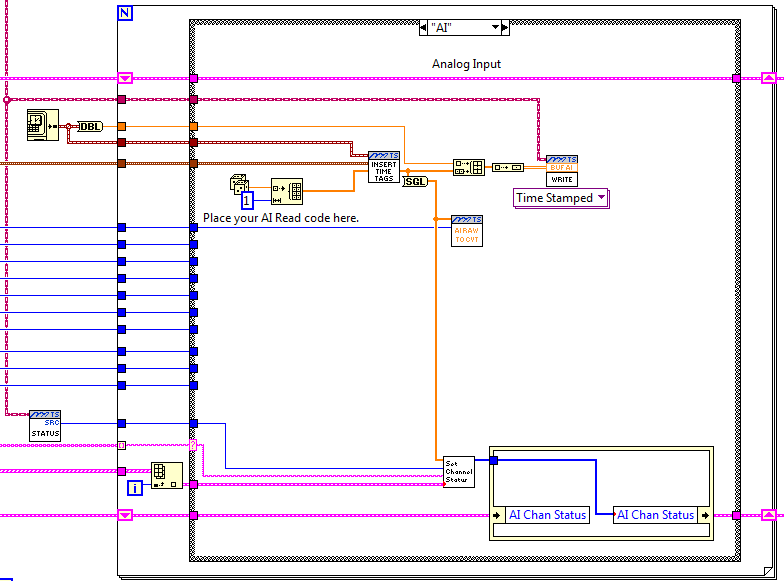 N
"AI"
Analog Input
DBL
TS
INSERT
TIME
TAGS
SGL
TS
BUF AI
WRITE
Time Stamped
1
Place your AI Read code here.
TS
AI RAW
TO CVT
TS
SRC
STATUS
?
i
Set
Channel
Status
AI Chan Status
AI Chan Status